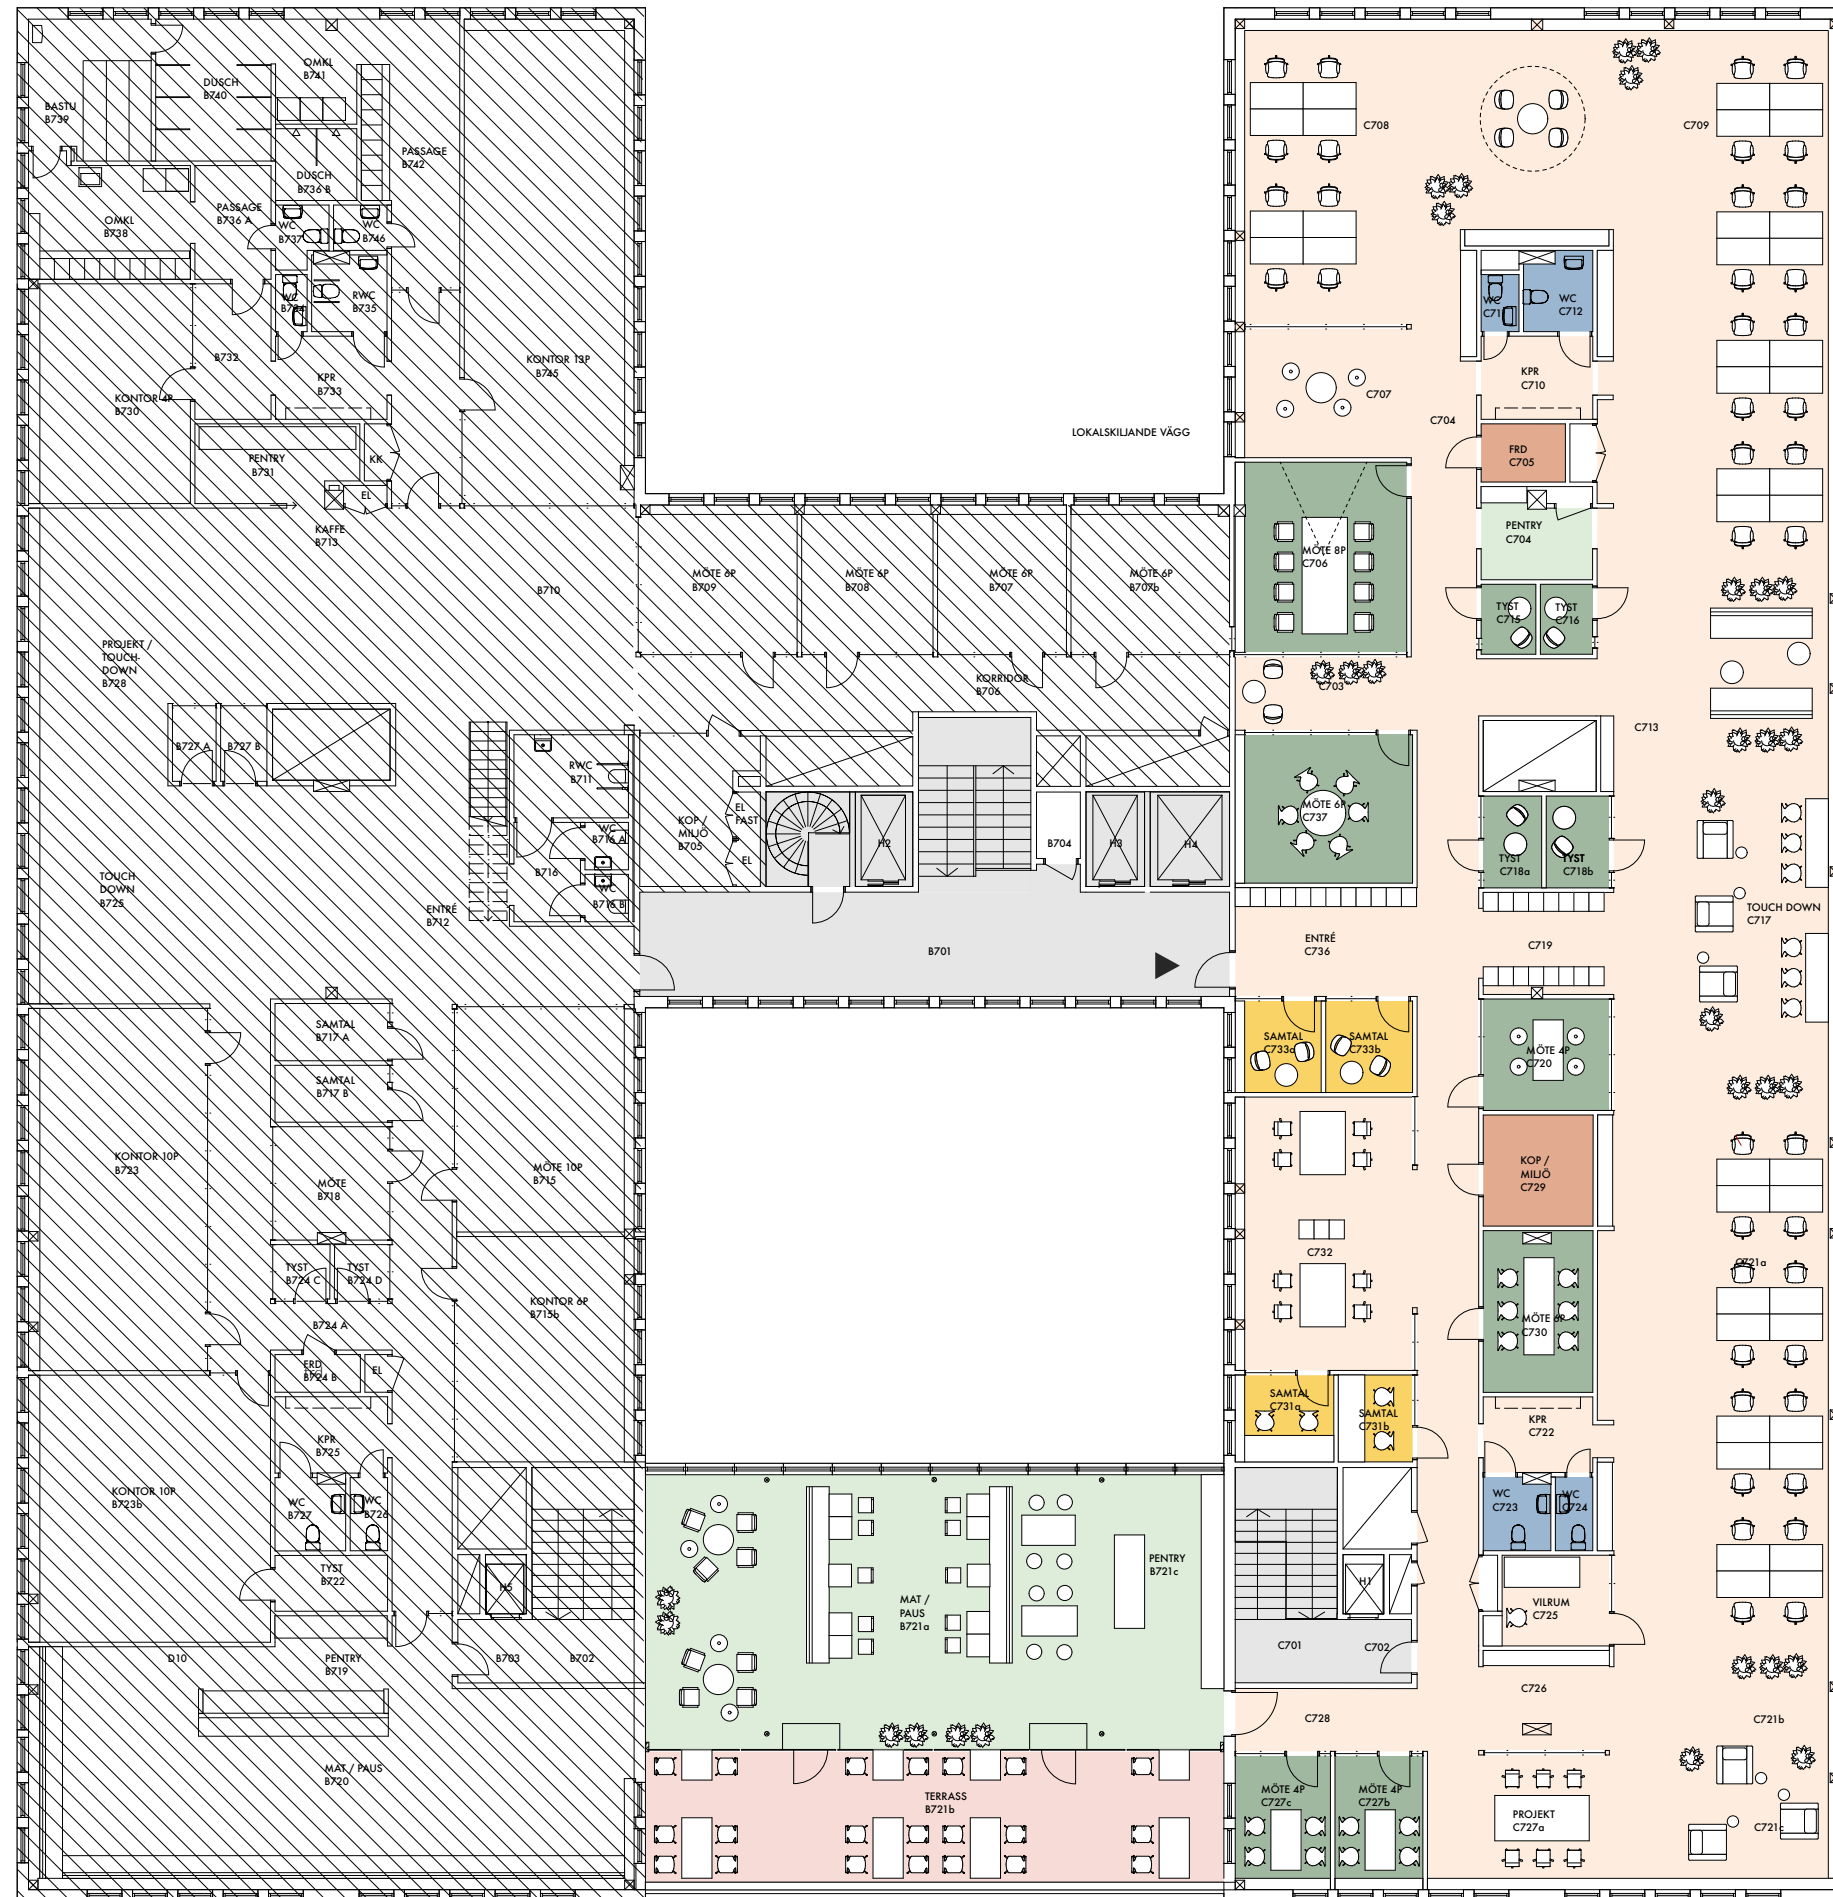 BASTU
B739
DUSCH
B740
OMKL
B741
PASSAGE
B742
DUSCH
B736 B
OMKL
B738
PASSAGE
B736 A
WC
B737
WC
B746
WC
B734
RWC
B735
KONTOR 13P
B745
B732
KPR
B733
KONTOR 4P
B730
PENTRY
B731
KK
EL
KAFFE
B713
LOKALSKILJANDE VÄGG
MÖTE 6P
B709
MÖTE 6P
B708
MÖTE 6P
B707
MÖTE 6P
B707b
B710
PROJEKT /
TOUCH-
DOWN
B728
KORRIDOR
B706
B727 A
B727 B
RWC
B711
WC
B716 A
B716
WC
B716 B
KOP /
MILJÖ
B705
EL
FAST
EL
H2
B704
H3
H4
TOUCH
DOWN
B725
ENTRÉ
B712
B701
SAMTAL
B717 A
SAMTAL
B717 B
KONTOR 10P
B723
MÖTE
B718
MÖTE 10P
B715
TYST
B724 C
TYST
B724 D
KONTOR 6P
B715b
B724 A
FRD
B724 B
EL
KPR
B725
KONTOR 10P
B723b
WC
B727
WC
B726
TYST
B722
H5
D10
PENTRY
B719
B703
B702
MAT / PAUS
B720
MAT /
PAUS
B721a
PENTRY
B721c
TERRASS
B721b
C708
C709
WC
C711
WC
C712
KPR
C710
C707
C704
FRD
C705
PENTRY
C704
MÖTE 8P
C706
TYST
C715
TYST
C716
C703
C713
MÖTE 6P
C737
TYST
C718a
TYST
C718b
TOUCH DOWN
C717
ENTRÉ
C736
C719
SAMTAL
C733a
SAMTAL
C733b
MÖTE 4P
C720
KOP /
MILJÖ
C729
C732
C721a
MÖTE 6P
C730
SAMTAL
C731a
SAMTAL
C731b
KPR
C722
WC
C723
WC
C724
H1
VILRUM
C725
C701
C702
C726
C728
C721b
MÖTE 4P
C727c
MÖTE 4P
C727b
PROJEKT
C727a
C721c